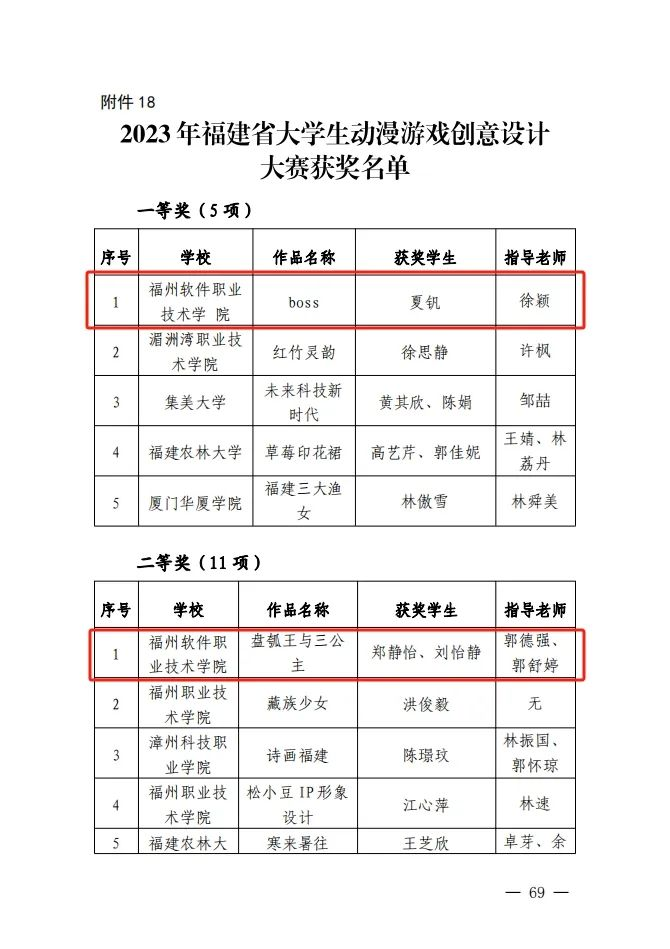 附件 18
2023 年福建省大学生动漫游戏创意设计
大赛获奖名单
一等奖（5 项）
序号 学校 作品名称 获奖学生 指导老师
1 福州软件职业技术学 院 boss 夏钒 徐颖
2 湄洲湾职业技术学院 红竹灵韵 徐思静 许枫
3 集美大学 未来科技新时代 黄其欣、陈娟 邹喆
4 福建农林大学 草莓印花裙 高艺芹、郭佳妮 王婧、林荔丹
5 厦门华厦学院 福建三大渔女 林傲雪 林舜美
二等奖（11 项）
序号 学校 作品名称 获奖学生 指导老师
1 福州软件职业技术学院 盘瓠王与三公主 郑静怡、刘怡静 郭德强、郭舒婷
2 福州职业技术学院 藏族少女 洪俊毅 无
3 漳州科技职业学院 诗画福建 陈璟玟 林振国、郭怀琼
4 福州职业技术学院 松小豆 IP 形象设计 江心萍 林速
5 福建农林大 寒来暑往 王芝欣 卓芽、余
— 69 —